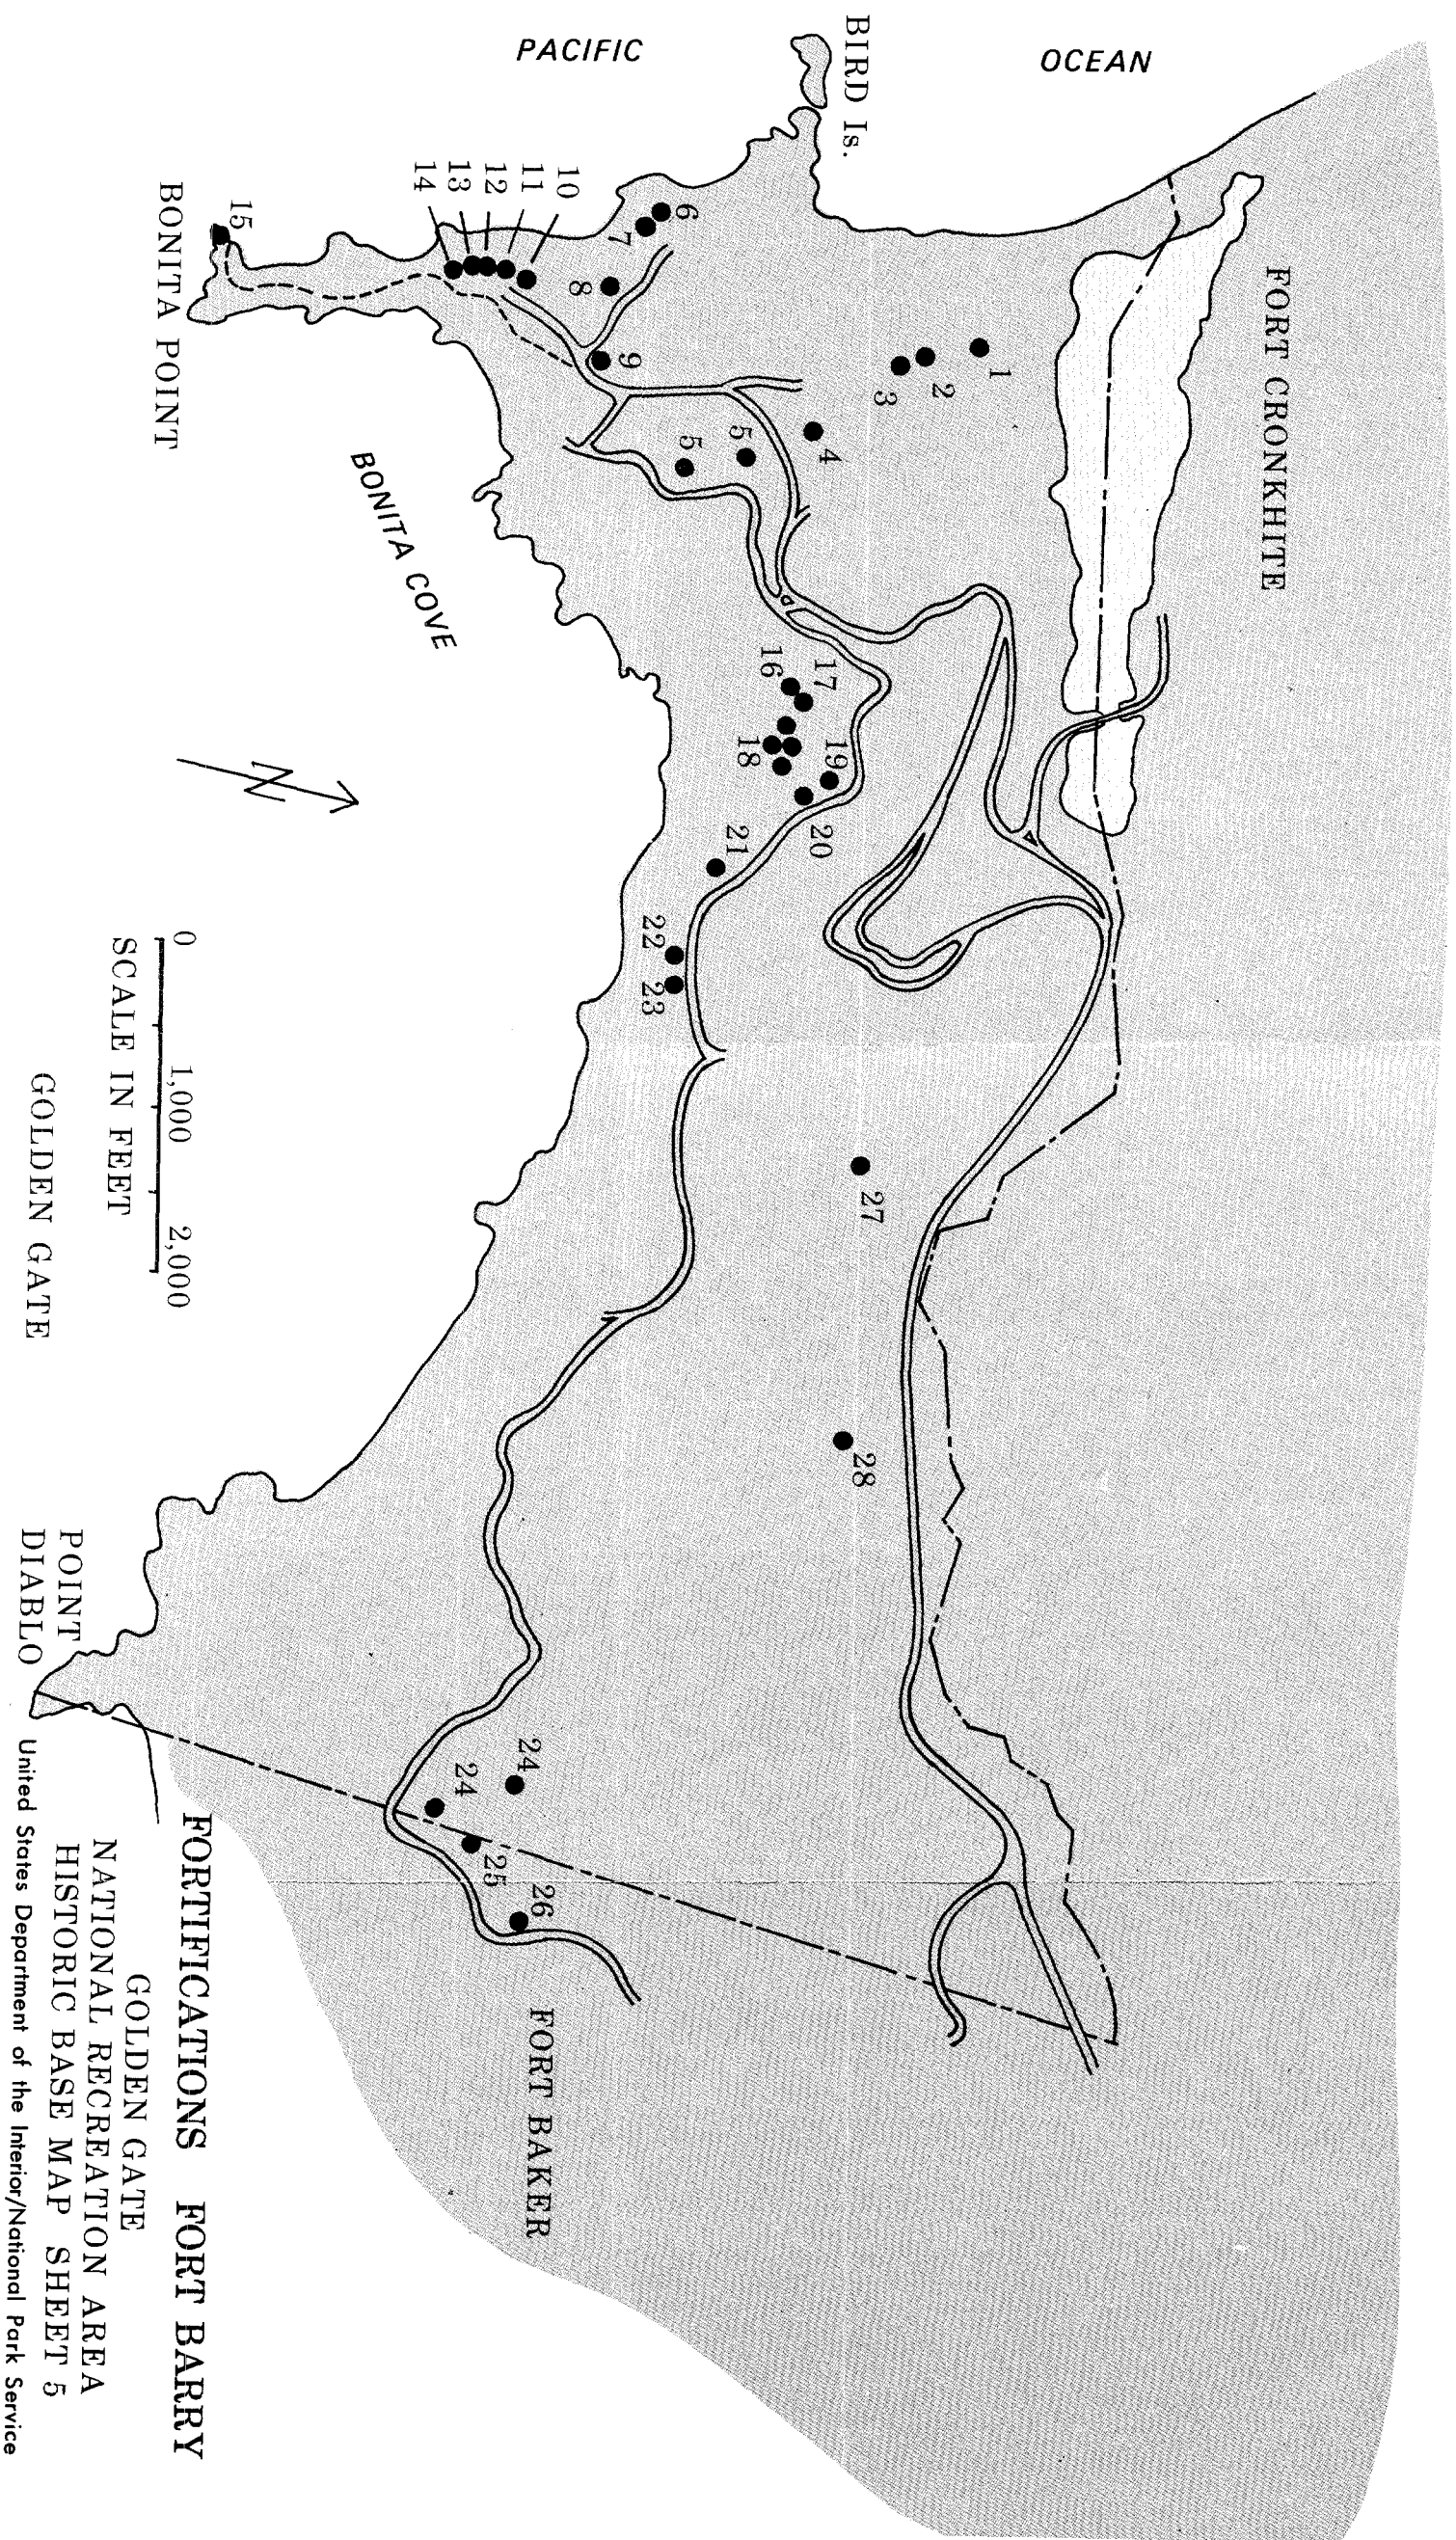 PACIFIC
OCEAN
BIRD Is.
FORT CRONKHITE
BONITA POINT
BONITA COVE
1
2
3
4
5
5
6
7
8
9
10
11
12
13
14
15
16
17
18
19
20
21
22
23
24
24
25
26
27
28
N
0 1,000 2,000
SCALE IN FEET
GOLDEN GATE
POINT
DIABLO
FORT BAKER
FORTIFICATIONS FORT BARRY
GOLDEN GATE
NATIONAL RECREATION AREA
HISTORIC BASE MAP SHEET 5
United States Department of the Interior/National Park Service